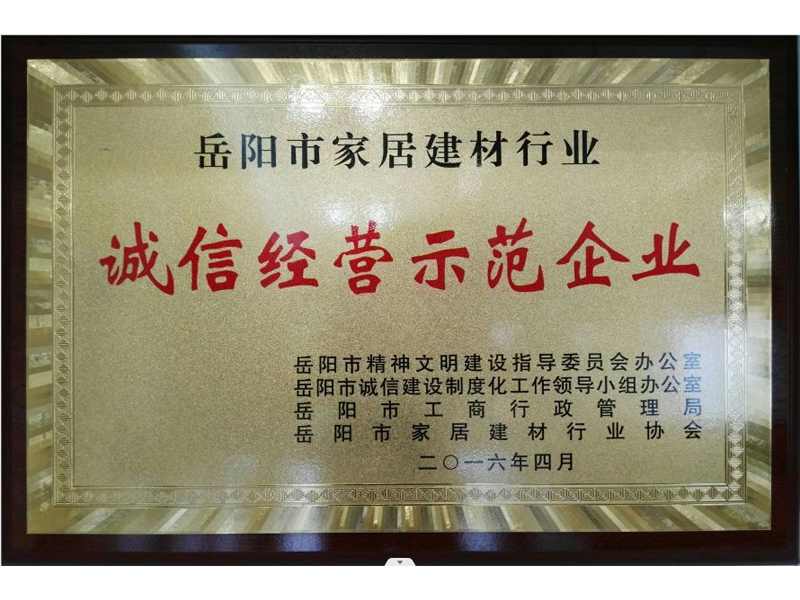 岳阳市家居建材行业
诚信经营示范企业
岳阳市精神文明建设指导委员会办公室
岳阳市诚信建设制度化工作领导小组办公室
岳阳市工商行政管理局
岳阳市家居建材行业协会
二〇一六年四月